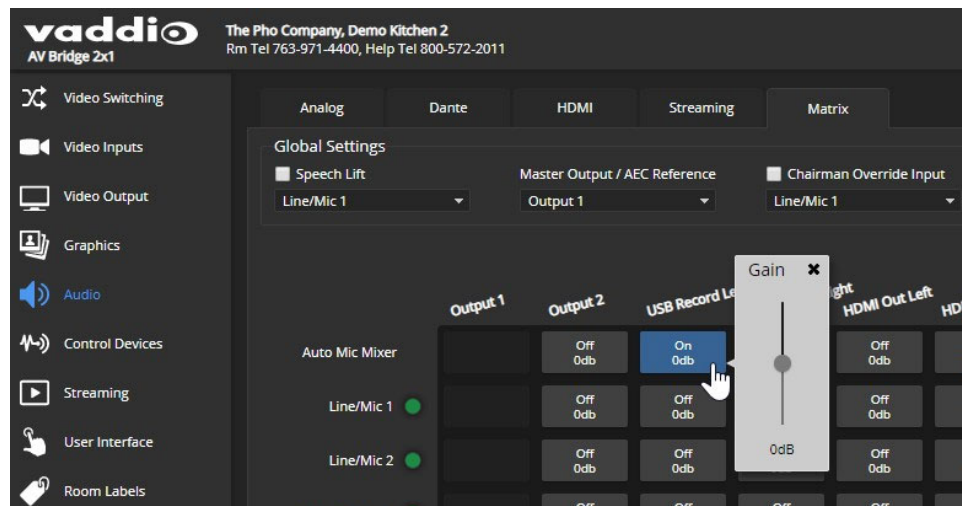 vaddio
AV Bridge 2x1
The Pho Company, Demo Kitchen 2
Rm Tel 763-971-4400, Help Tel 800-572-2011
Video Switching
Video Inputs
Video Output
Graphics
Audio
Control Devices
Streaming
User Interface
Room Labels
Analog Dante HDMI Streaming Matrix
Global Settings
Speech Lift Master Output / AEC Reference Chairman Override Input
Line/Mic 1 Output 1 Line/Mic 1
Gain ✖
0dB
Output 1 Output 2 USB Record Le ght HDMI Out Left HD
Auto Mic Mixer Off On Off
0db 0db 0db
Line/Mic 1 Off Off Off
0db 0db 0db
Line/Mic 2 Off Off Off
0db 0db 0db